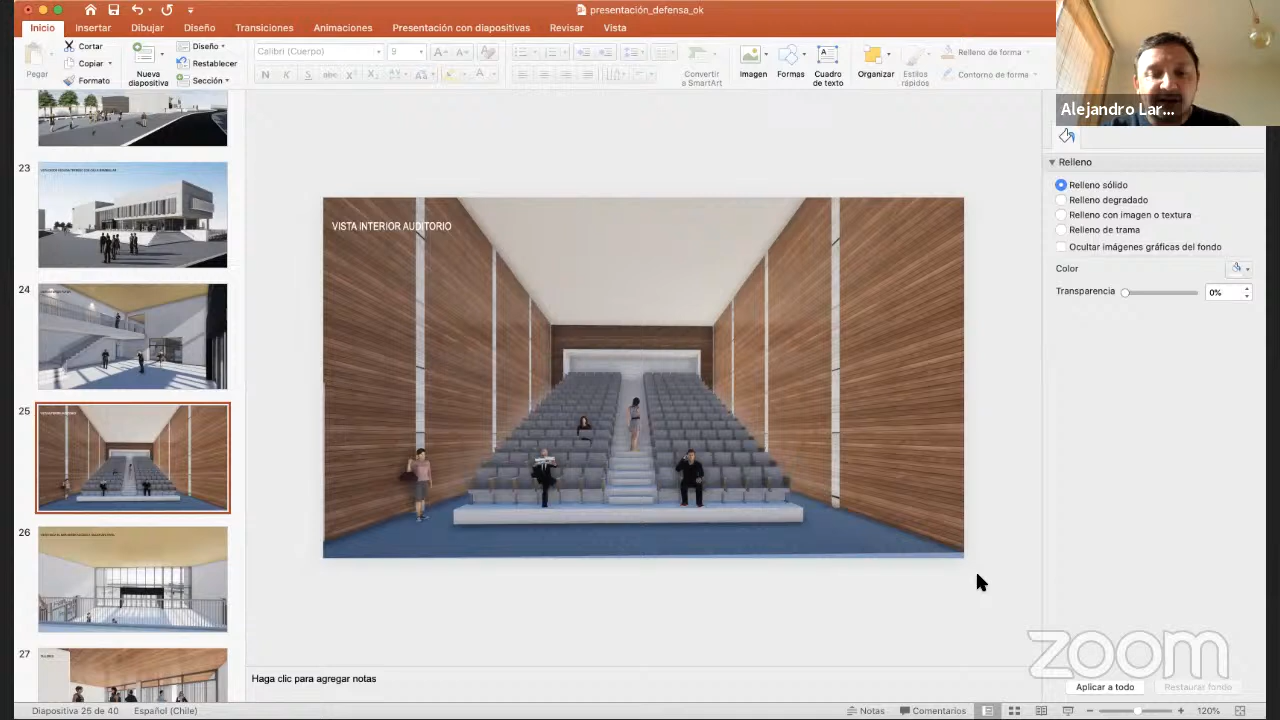 presentación_defensa_ok
Inicio
Insertar
Dibujar
Diseño
Transiciones
Animaciones
Presentación con diapositivas
Revisar
Vista
Pegar
Cortar
Copiar
Formato
Nueva
diapositiva
Diseño
Restablecer
Sección
Calibri (Cuerpo)
9
Convertir
a SmartArt
Imagen
Formas
Cuadro
de texto
Organizar
Estilos
rápidos
Relleno de forma
Contorno de forma
Alejandro Lar...
23
24
25
26
27
VISTA INTERIOR AUDITORIO
Relleno
Relleno sólido
Relleno degradado
Relleno con imagen o textura
Relleno de trama
Ocultar imágenes gráficas del fondo
Color
Transparencia
0%
zoom
Aplicar a todo
Restaurar fondo
Haga clic para agregar notas
Diapositiva 25 de 40
Español (Chile)
Notas
Comentarios
120%